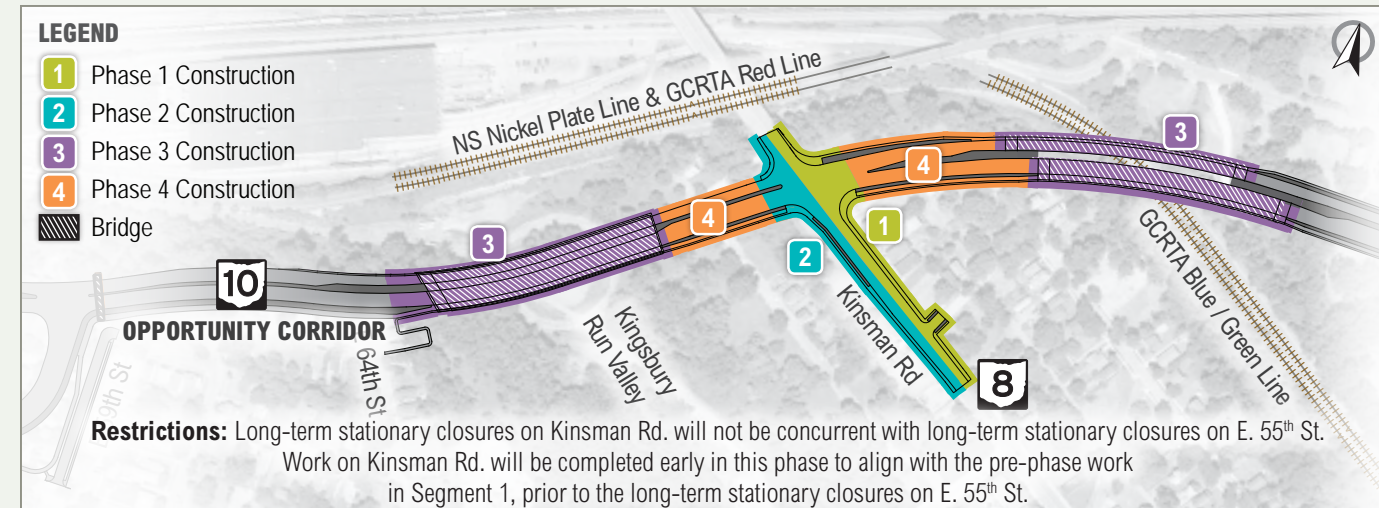 LEGEND
1 Phase 1 Construction
2 Phase 2 Construction
3 Phase 3 Construction
4 Phase 4 Construction
Bridge
NS Nickel Plate Line & GCRTA Red Line
3
4
1
4
3
2
10
OPPORTUNITY CORRIDOR
64th St.
9th St
Kingsbury
Run Valley
Kinsman Rd
8
GCRTA Blue / Green Line
Restrictions: Long-term stationary closures on Kinsman Rd. will not be concurrent with long-term stationary closures on E. 55th St.
Work on Kinsman Rd. will be completed early in this phase to align with the pre-phase work
in Segment 1, prior to the long-term stationary closures on E. 55th St.